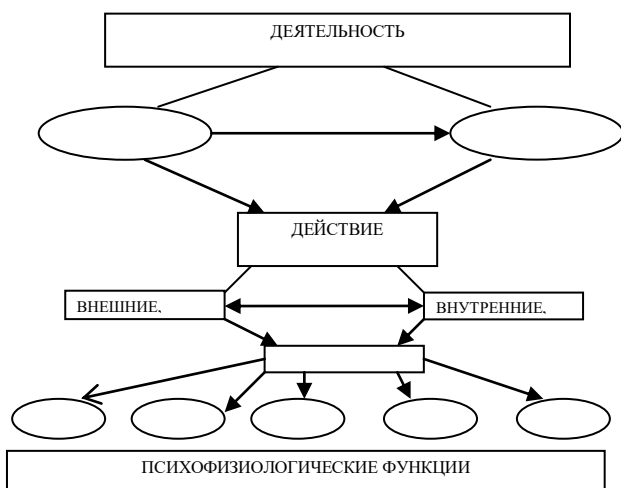 ДЕЯТЕЛЬНОСТЬ
ДЕЙСТВИЕ
ВНЕШНИЕ,
ВНУТРЕННИЕ,
ПСИХОФИЗИОЛОГИЧЕСКИЕ ФУНКЦИИ